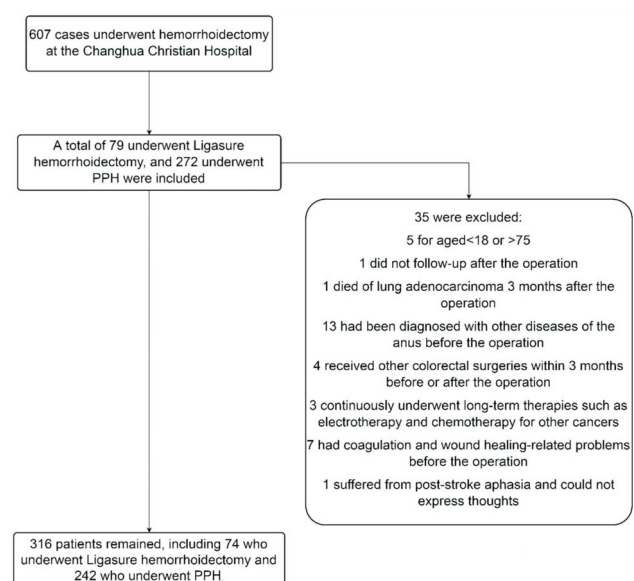 607 cases underwent hemorrhoidectomy
at the Changhua Christian Hospital
A total of 79 underwent Ligasure
hemorrhoidectomy, and 272 underwent
PPH were included
35 were excluded:
5 for aged<18 or >75
1 did not follow-up after the operation
1 died of lung adenocarcinoma 3 months after the
operation
13 had been diagnosed with other diseases of the
anus before the operation
4 received other colorectal surgeries within 3 months
before or after the operation
3 continuously underwent long-term therapies such as
electrotherapy and chemotherapy for other cancers
7 had coagulation and wound healing-related problems
before the operation
1 suffered from post-stroke aphasia and could not
express thoughts
316 patients remained, including 74 who
underwent Ligasure hemorrhoidectomy and
242 who underwent PPH